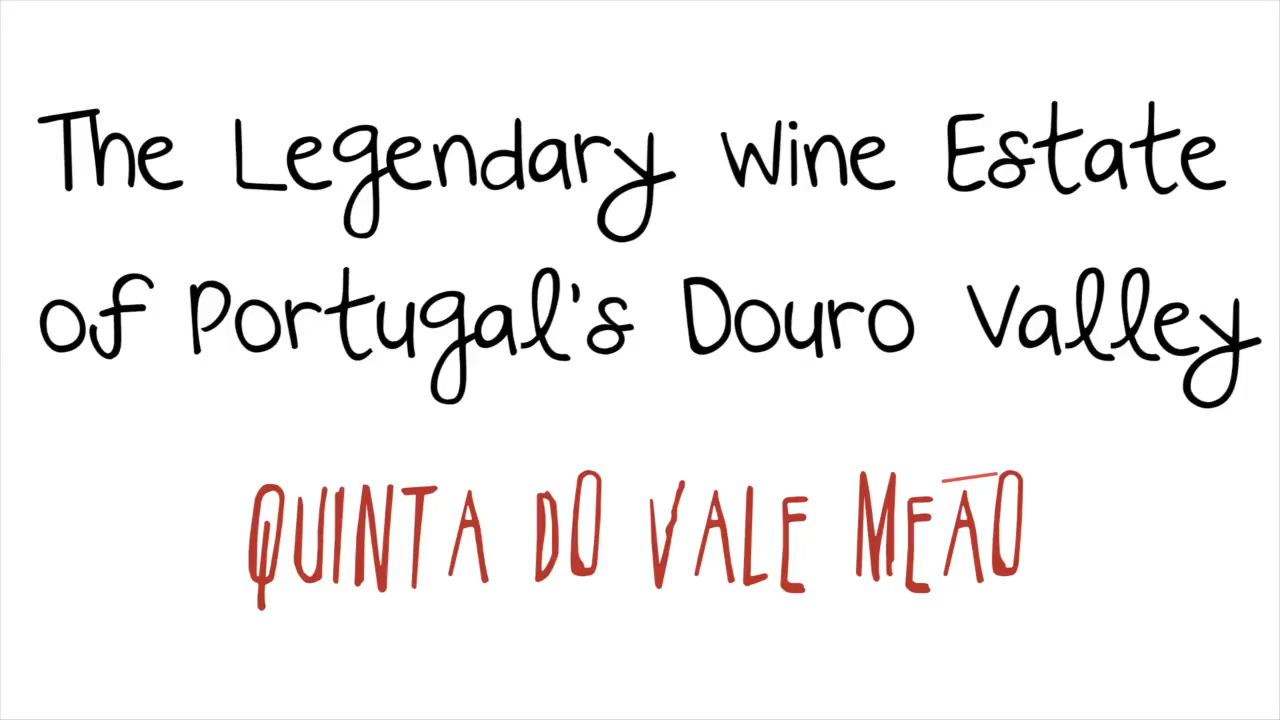 The Legendary Wine Estate
of Portugal's Douro Valley
QUINTA DO VALE MEÃO